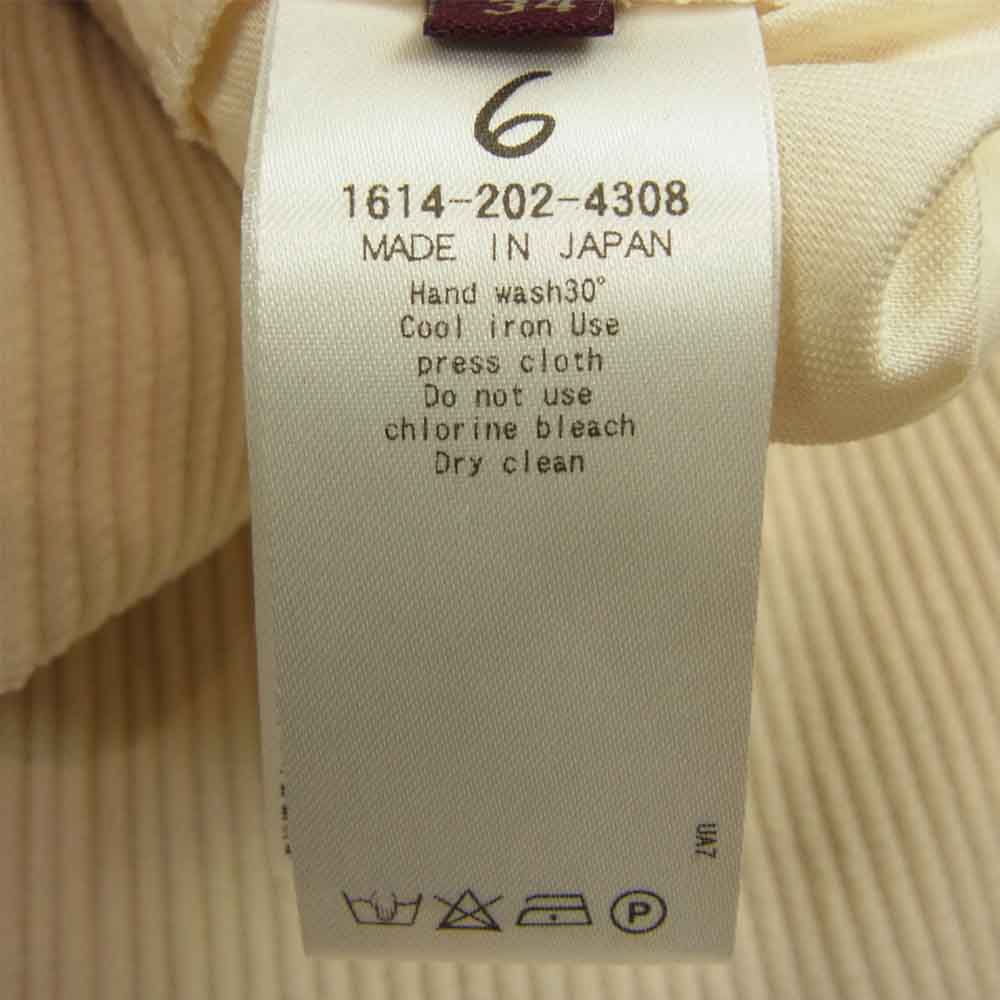 34
6
1614-202-4308
MADE IN JAPAN
Hand wash30°
Cool iron Use
press cloth
Do not use
chlorine bleach
Dry clean
UA7
P